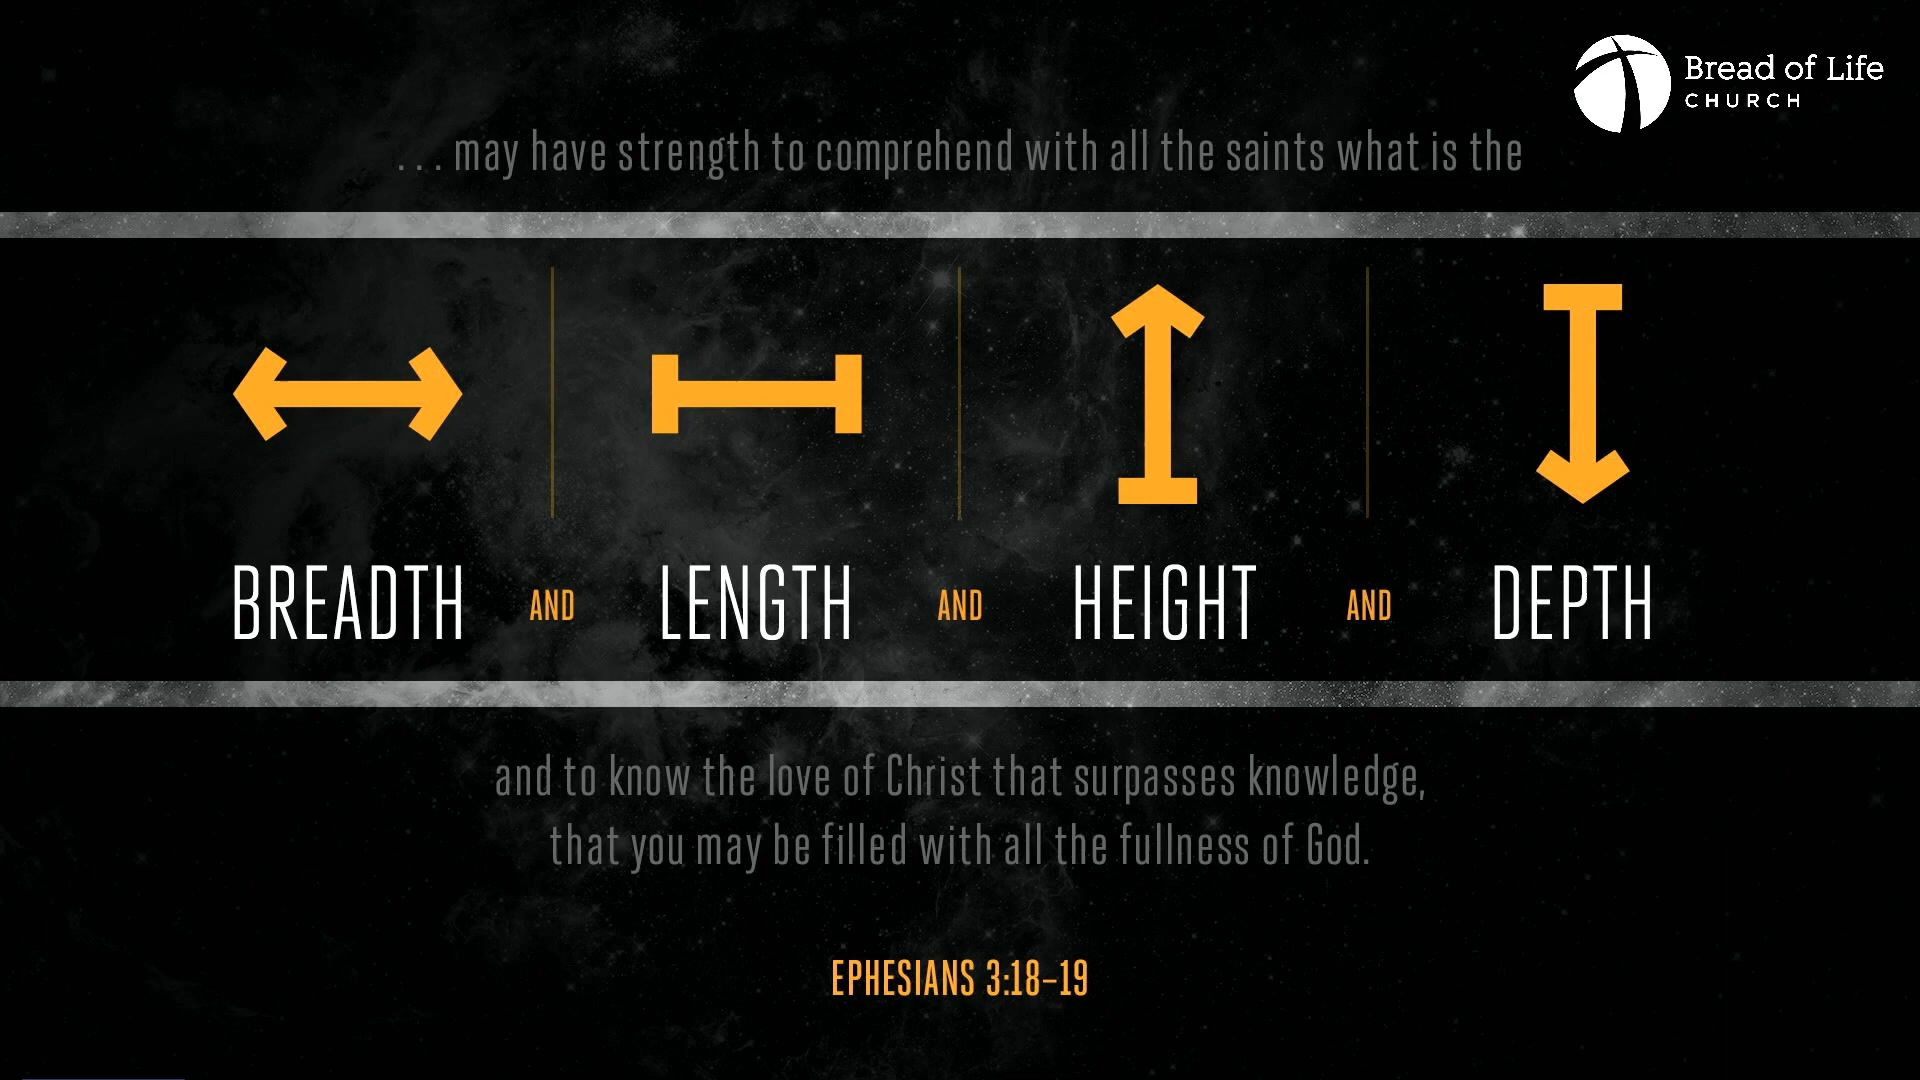 Bread of Life
CHURCH
. . . may have strength to comprehend with all the saints what is the
BREADTH AND LENGTH AND HEIGHT AND DEPTH
and to know the love of Christ that surpasses knowledge,
that you may be filled with all the fullness of God.
EPHESIANS 3:18–19